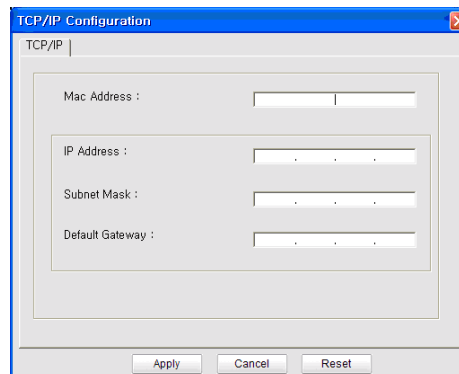 TCP/IP Configuration
TCP/IP
Mac Address :
IP Address :
. . .
Subnet Mask :
. . .
Default Gateway :
. . .
Apply Cancel Reset